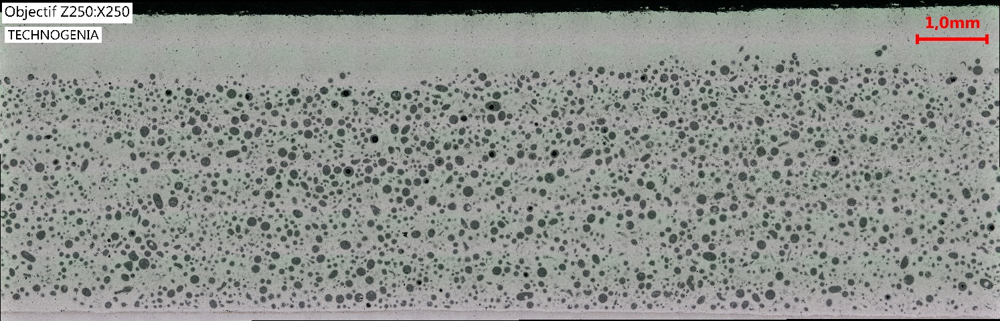 Objectif Z250:X250
TECHNOGENIA
1,0mm